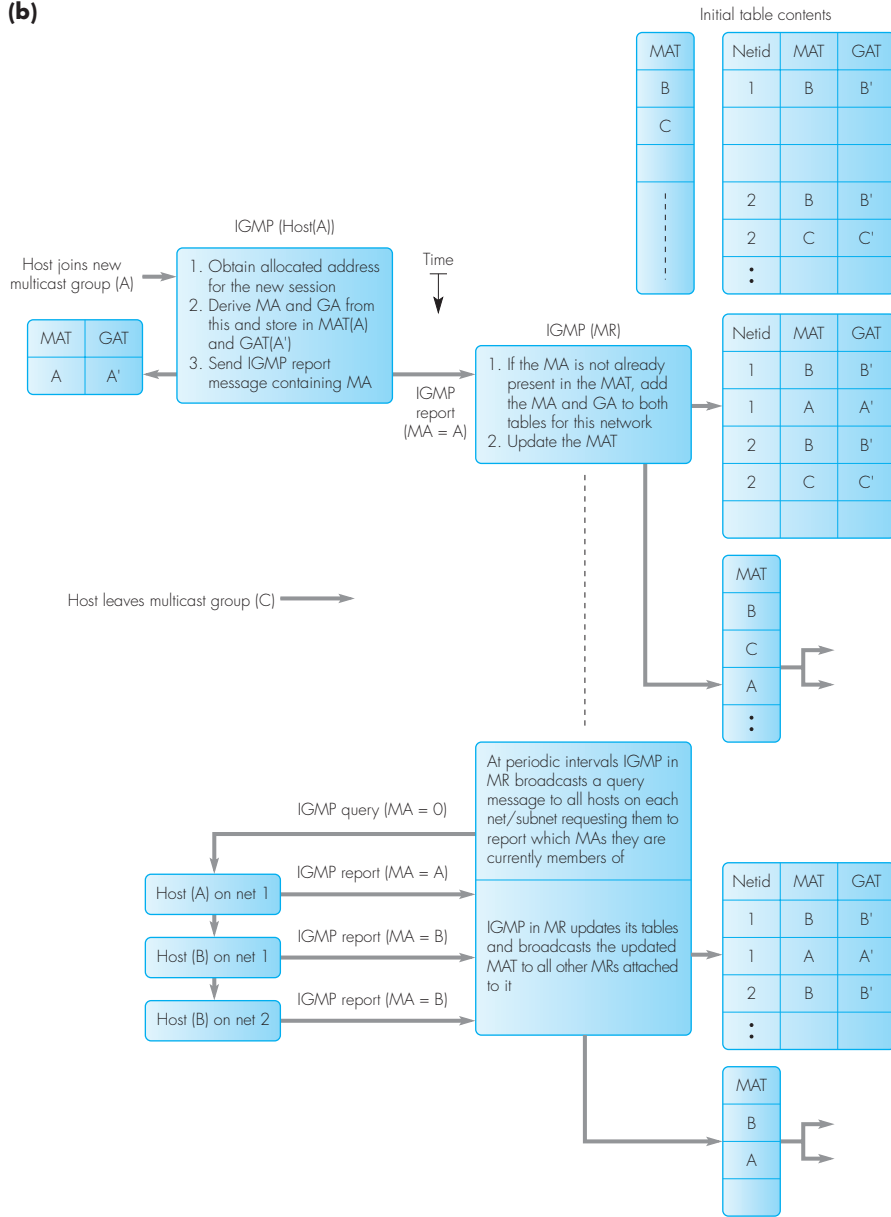 (b)
Initial table contents
MAT
B
C
Netid MAT GAT
1 B B'
2 B B'
2 C C'
:
IGMP (Host(A))
Host joins new
multicast group (A)
1. Obtain allocated address
for the new session
2. Derive MA and GA from
this and store in MAT(A)
and GAT(A')
3. Send IGMP report
message containing MA
Time
MAT GAT
A A'
IGMP
report
(MA = A)
IGMP (MR)
1. If the MA is not already
present in the MAT, add
the MA and GA to both
tables for this network
2. Update the MAT
Netid MAT GAT
1 B B'
1 A A'
2 B B'
2 C C'
Host leaves multicast group (C)
MAT
B
C
A
:
At periodic intervals IGMP in
MR broadcasts a query
message to all hosts on each
net/subnet requesting them to
report which MAs they are
currently members of
IGMP query (MA = 0)
IGMP report (MA = A)
Host (A) on net 1
IGMP report (MA = B)
Host (B) on net 1
IGMP report (MA = B)
Host (B) on net 2
IGMP in MR updates its tables
and broadcasts the updated
MAT to all other MRs attached
to it
Netid MAT GAT
1 B B'
1 A A'
2 B B'
:
MAT
B
A